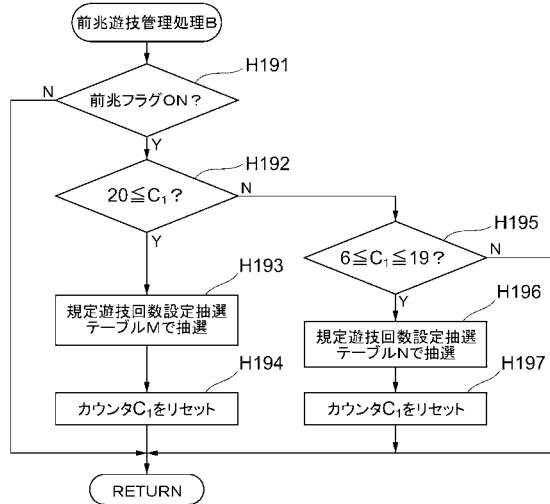 前兆遊技管理処理B
H191
前兆フラグON?
N
Y
H192
20≦C₁?
N
Y
H195
6≦C₁≦19?
N
Y
H193
規定遊技回数設定抽選
テーブルMで抽選
H196
規定遊技回数設定抽選
テーブルNで抽選
H194
カウンタC₁をリセット
H197
カウンタC₁をリセット
RETURN